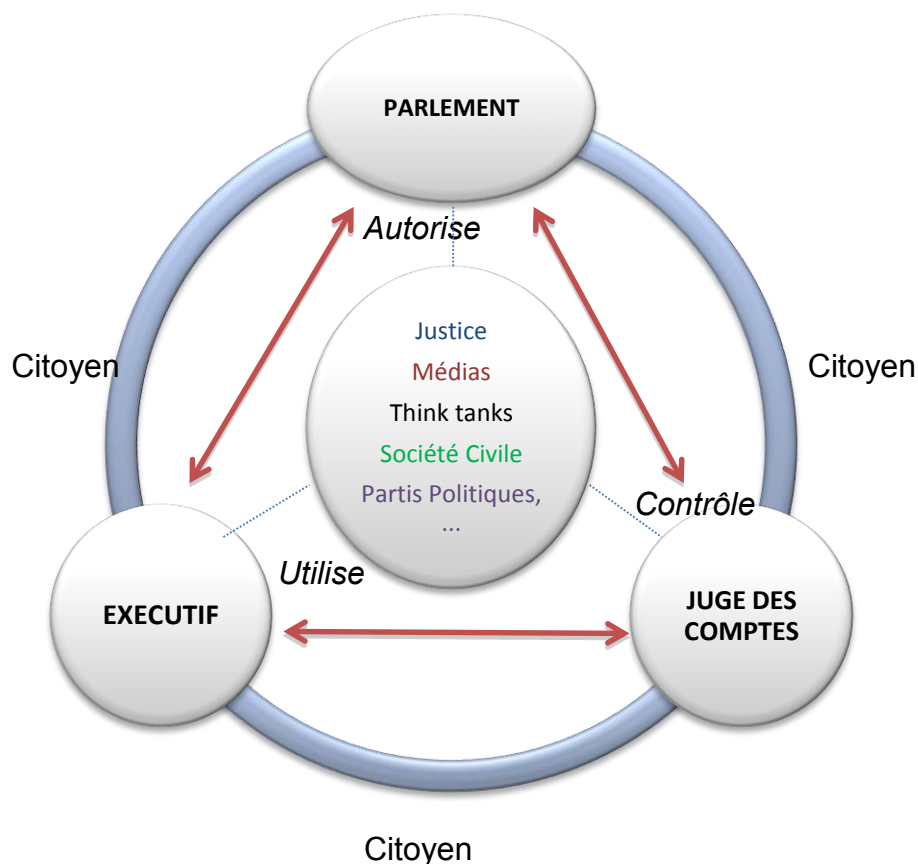 PARLEMENT
Autorise
Justice
Citoyen
Citoyen
Médias
Think tanks
Société Civile
Partis Politiques,
...
Contrôle
Utilise
EXECUTIF
JUGE DES
COMPTES
Citoyen